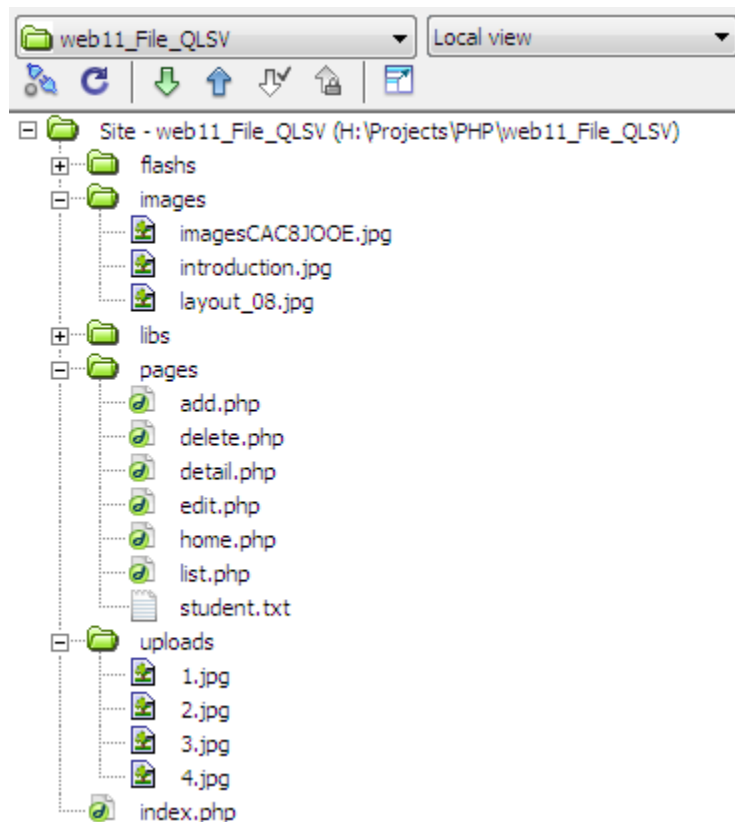 web11_File_QLSV Local view
Site - web11_File_QLSV (H:\Projects\PHP\web11_File_QLSV)
flashs
images
imagesCAC8JOOE.jpg
introduction.jpg
layout_08.jpg
libs
pages
add.php
delete.php
detail.php
edit.php
home.php
list.php
student.txt
uploads
1.jpg
2.jpg
3.jpg
4.jpg
index.php